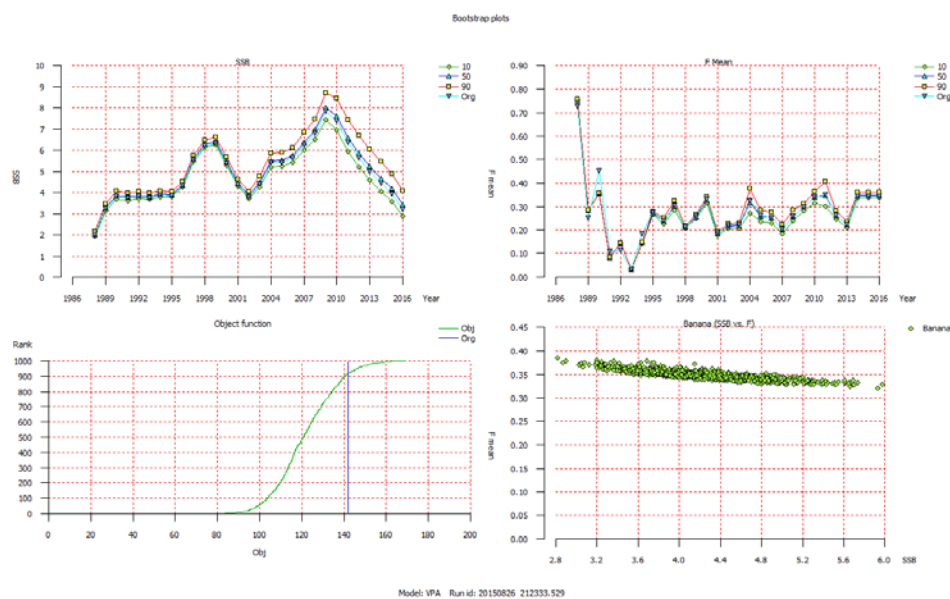 Bootstrap plots
SSB
10
9
8
7
6
5
4
3
2
1
0
SSB
1986 1989 1992 1995 1998 2001 2004 2007 2010 2013 2016 Year
10
50
90
Org
F Mean
0.90
0.80
0.70
0.60
0.50
0.40
0.30
0.20
0.10
0.00
F Mean
1986 1989 1992 1995 1998 2001 2004 2007 2010 2013 2016 Year
10
50
90
Org
Object function
Rank
1000
900
800
700
600
500
400
300
200
100
0
0 20 40 60 80 100 120 140 160 180 200
Obj
Obj
Org
Banana (SSB vs. F)
0.45
0.40
0.35
0.30
0.25
0.20
0.15
0.10
0.05
0.00
F mean
2.8 3.2 3.6 4.0 4.4 4.8 5.2 5.6 6.0 SSB
Banana
Model: VPA Run id: 20150826 212333.529